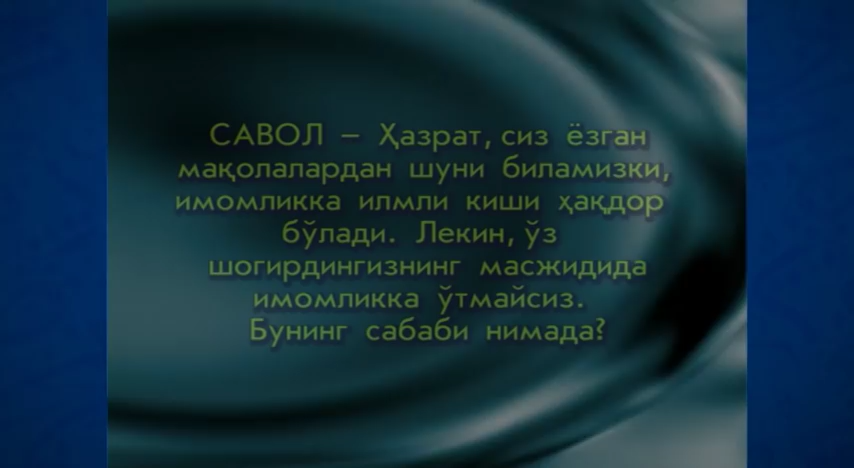 САВОЛ – Ҳазрат, сиз ёзган
мақолалардан шуни биламизки,
имомликка илмли киши ҳақдор
бўлади. Лекин, ўз
шогирдингизнинг масжидида
имомликка ўтмайсиз.
Бунинг сабаби нимада?